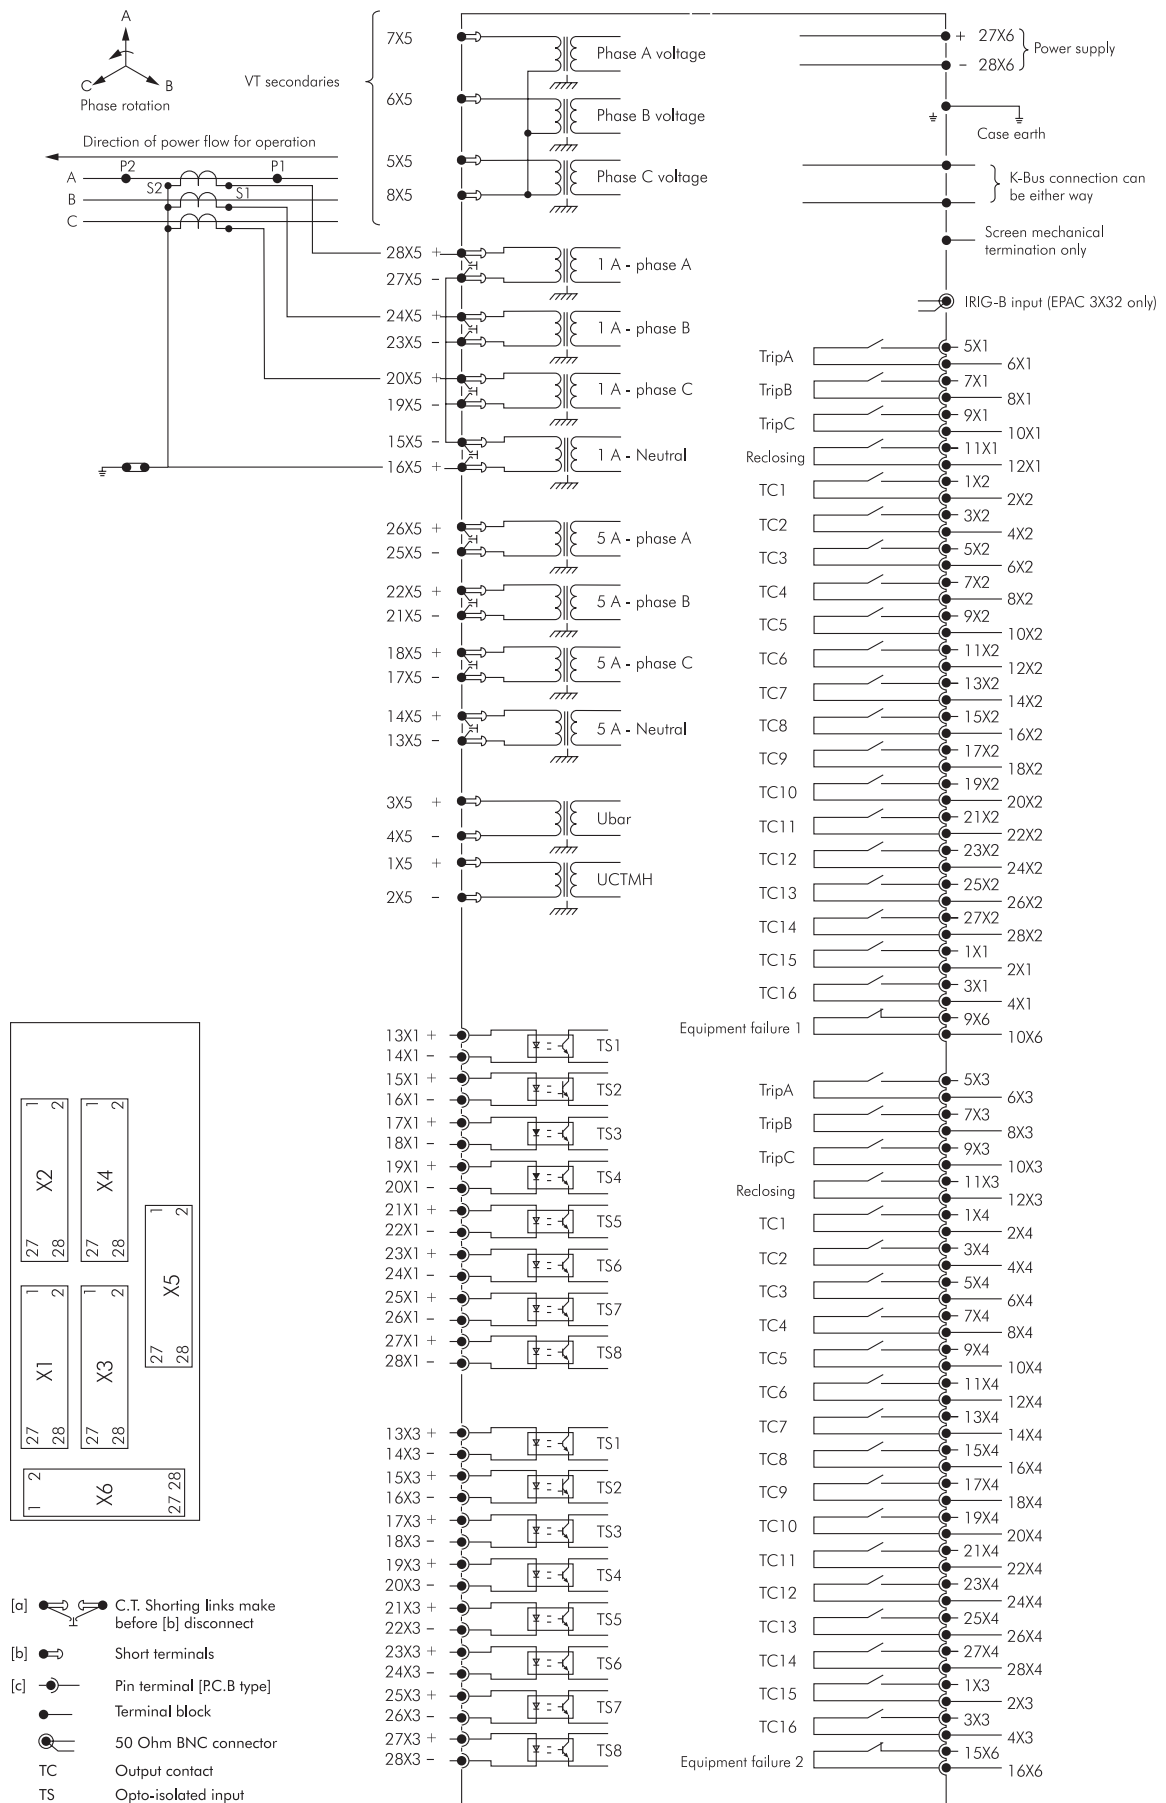 A
C
B
Phase rotation
VT secondaries
Direction of power flow for operation
P2
P1
A
S2
S1
B
C
7X5
Phase A voltage
6X5
Phase B voltage
5X5
Phase C voltage
8X5
28X5 +
1 A - phase A
27X5 -
24X5 +
1 A - phase B
23X5 -
20X5 +
1 A - phase C
19X5 -
15X5 -
1 A - Neutral
16X5 +
26X5 +
5 A - phase A
25X5 -
22X5 +
5 A - phase B
21X5 -
18X5 +
5 A - phase C
17X5 -
14X5 +
5 A - Neutral
13X5 -
3X5 +
Ubar
4X5 -
1X5 +
UCTMH
2X5 -
13X1 +
TS1
14X1 -
15X1 +
TS2
16X1 -
17X1 +
TS3
18X1 -
19X1 +
TS4
20X1 -
21X1 +
TS5
22X1 -
23X1 +
TS6
24X1 -
25X1 +
TS7
26X1 -
27X1 +
TS8
28X1 -
13X3 +
TS1
14X3 -
15X3 +
TS2
16X3 -
17X3 +
TS3
18X3 -
19X3 +
TS4
20X3 -
21X3 +
TS5
22X3 -
23X3 +
TS6
24X3 -
25X3 +
TS7
26X3 -
27X3 +
TS8
28X3 -
+ 27X6
- 28X6
Power supply
Case earth
K-Bus connection can
be either way
Screen mechanical
termination only
IRIG-B input (EPAC 3X32 only)
TripA
5X1
6X1
TripB
7X1
8X1
TripC
9X1
10X1
Reclosing
11X1
12X1
TC1
1X2
2X2
TC2
3X2
4X2
TC3
5X2
6X2
TC4
7X2
8X2
TC5
9X2
10X2
TC6
11X2
12X2
TC7
13X2
14X2
TC8
15X2
16X2
TC9
17X2
18X2
TC10
19X2
20X2
TC11
21X2
22X2
TC12
23X2
24X2
TC13
25X2
26X2
TC14
27X2
28X2
TC15
1X1
2X1
TC16
3X1
4X1
Equipment failure 1
9X6
10X6
TripA
5X3
6X3
TripB
7X3
8X3
TripC
9X3
10X3
Reclosing
11X3
12X3
TC1
1X4
2X4
TC2
3X4
4X4
TC3
5X4
6X4
TC4
7X4
8X4
TC5
9X4
10X4
TC6
11X4
12X4
TC7
13X4
14X4
TC8
15X4
16X4
TC9
17X4
18X4
TC10
19X4
20X4
TC11
21X4
22X4
TC12
23X4
24X4
TC13
25X4
26X4
TC14
27X4
28X4
TC15
1X3
2X3
TC16
3X3
4X3
Equipment failure 2
15X6
16X6
1 2
X2
27 28
1 2
X4
27 28
1 2
X5
27 28
1 2
X1
27 28
1 2
X3
27 28
1 2
X6
27 28
[a] C.T. Shorting links make
before [b] disconnect
[b] Short terminals
[c] Pin terminal [P.C.B type]
Terminal block
50 Ohm BNC connector
TC Output contact
TS Opto-isolated input